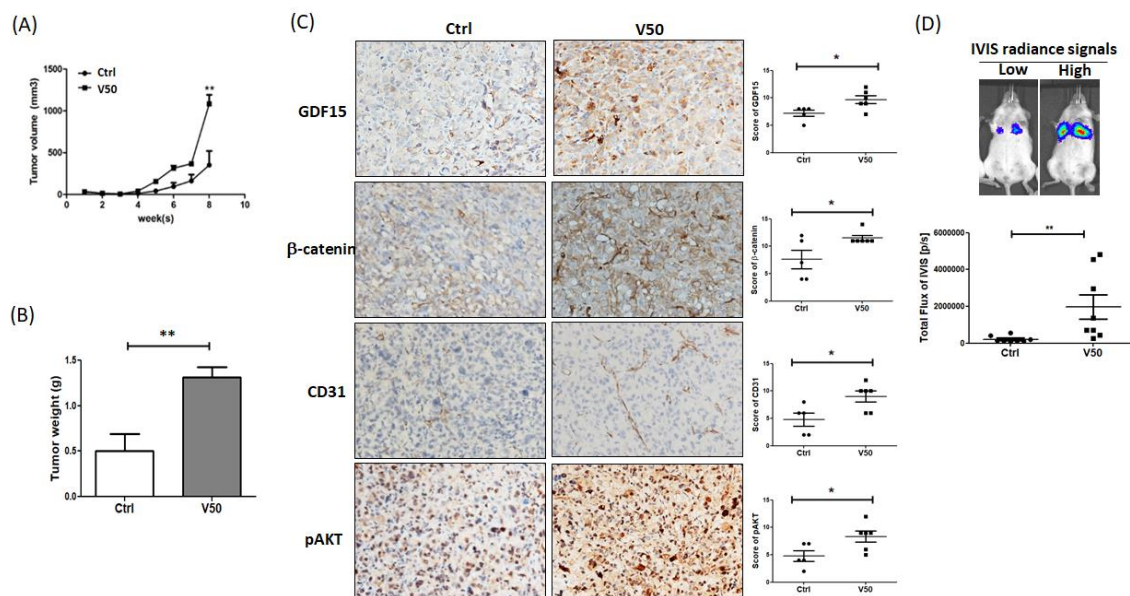 (A)
Ctrl
V50
Tumor volume (mm3)
1500
1000
500
0
**
0 2 4 6 8 10
week(s)
(B)
**
Tumor weight (g)
1.5
1.0
0.5
0.0
Ctrl V50
(C)
Ctrl V50
GDF15
*
Score of GDF15
15
10
5
0
Ctrl V50
β-catenin
*
Score of β-catenin
15
10
5
0
Ctrl V50
CD31
*
Score of CD31
15
10
5
0
Ctrl V50
pAKT
*
Score of pAKT
15
10
5
0
Ctrl V50
(D)
IVIS radiance signals
Low High
**
Total Flux of IVIS [p/s]
6000000
4000000
2000000
0
Ctrl V50